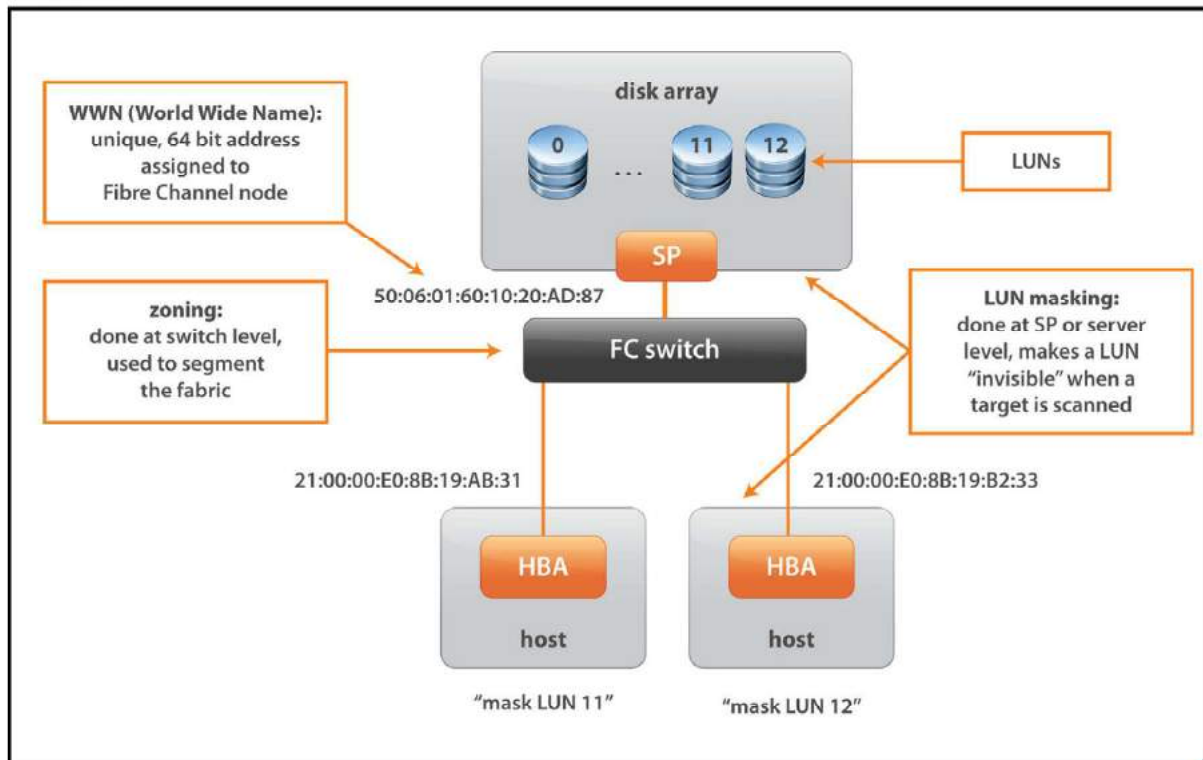 disk array
0
...
11
12
SP
WWN (World Wide Name):
unique, 64 bit address
assigned to
Fibre Channel node
LUNs
50:06:01:60:10:20:AD:87
zoning:
done at switch level,
used to segment
the fabric
FC switch
LUN masking:
done at SP or server
level, makes a LUN
“invisible” when a
target is scanned
21:00:00:E0:8B:19:AB:31
21:00:00:E0:8B:19:B2:33
HBA
host
HBA
host
“mask LUN 11”
“mask LUN 12”